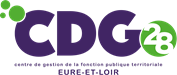 CDG28
centre de gestion de la fonction publique territoriale
EURE-ET-LOIR